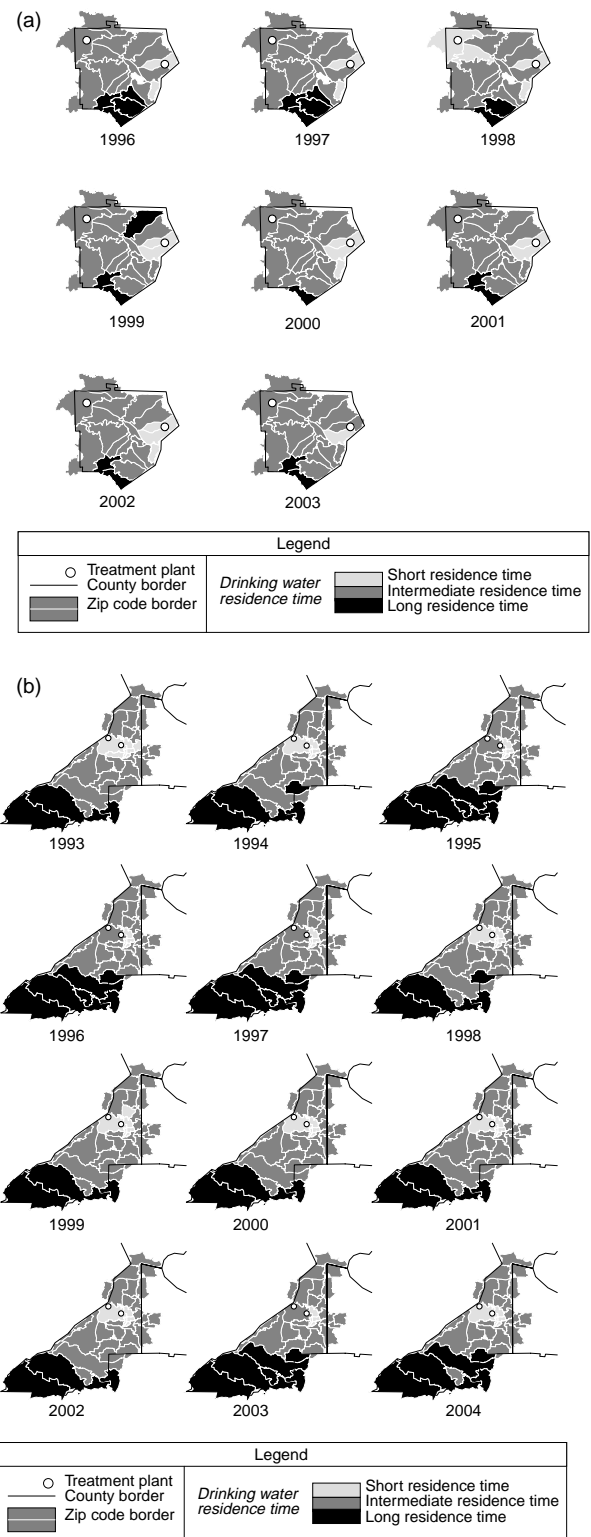 (a)
1996 1997 1998
1999 2000 2001
2002 2003
Legend
Treatment plant
County border
Zip code border
Drinking water
residence time
Short residence time
Intermediate residence time
Long residence time
(b)
1993 1994 1995
1996 1997 1998
1999 2000 2001
2002 2003 2004
Legend
Treatment plant
County border
Zip code border
Drinking water
residence time
Short residence time
Intermediate residence time
Long residence time